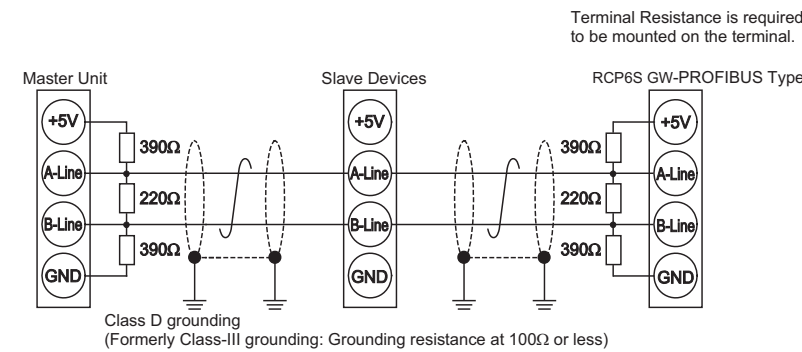 Terminal Resistance is required
to be mounted on the terminal.
Master Unit
Slave Devices
RCP6S GW-PROFIBUS Type
+5V
+5V
+5V
390Ω
390Ω
A-Line
A-Line
A-Line
220Ω
220Ω
B-Line
B-Line
B-Line
390Ω
390Ω
GND
GND
GND
Class D grounding
(Formerly Class-III grounding: Grounding resistance at 100Ω or less)